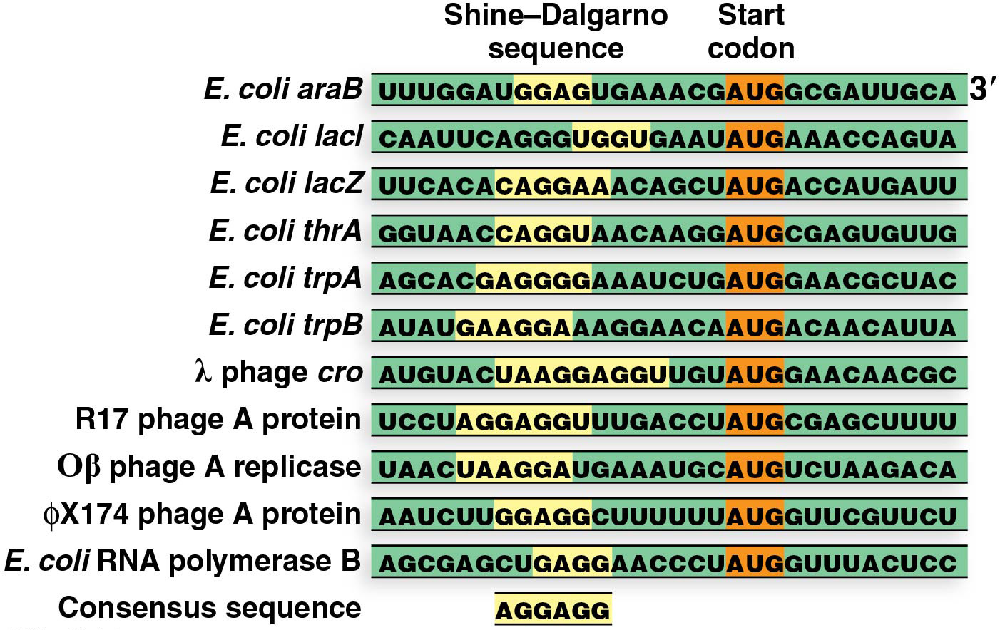 Shine–Dalgarno sequence
Start codon
E. coli araB UUUGGAUGGAGUGAAACGAUGGCGAUUGCA 3′
E. coli lacI CAAUUCAGGGUGGUGAAUAUGAAACCAGUA
E. coli lacZ UUCACACAGGAAACAGCUAUGACCAUGAUU
E. coli thrA GGUAACCAGGUAACAAGGAUGCGAGUGUUG
E. coli trpA AGCACGAGGGGAAAUCUGAUGGAACGCUAC
E. coli trpB AUAUGAAGGAAAGGAACAAUGACAACAUUA
λ phage cro AUGUACUAAGGAGGUUGUAUGGAACAACGC
R17 phage A protein UCCUAGGAGGUUUGACCUAUGCGAGCUUUU
Oβ phage A replicase UAACUAAGGAUGAAAUGCAUGUCUAAGACA
ϕX174 phage A protein AAUCUUGGAGGCUUUUUUAUGGUUCGUUCU
E. coli RNA polymerase B AGCGAGCUGAGGAACCCUAUGGUUUACUCC
Consensus sequence AGGAGG